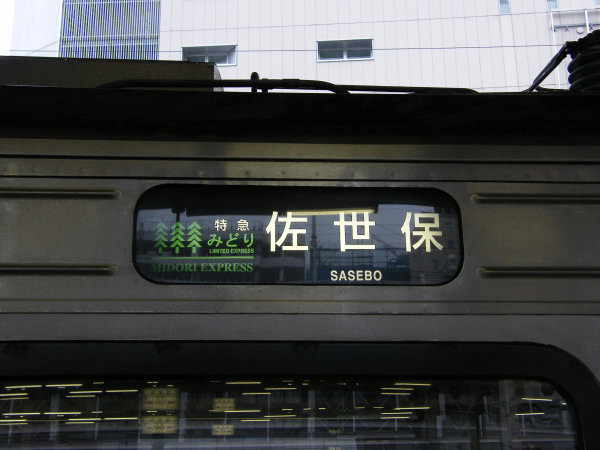 特急
みどり
LIMITED EXPRESS
MIDORI EXPRESS
佐世保
SASEBO